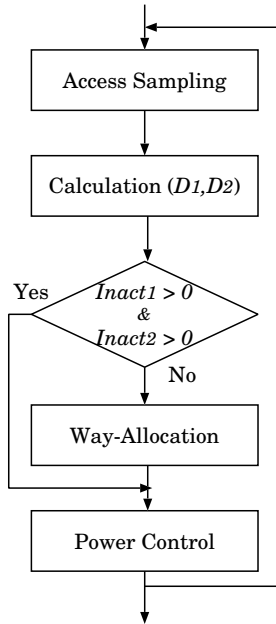 Access Sampling
Calculation (D1,D2)
Yes
Inact1 > 0
&
Inact2 > 0
No
Way-Allocation
Power Control